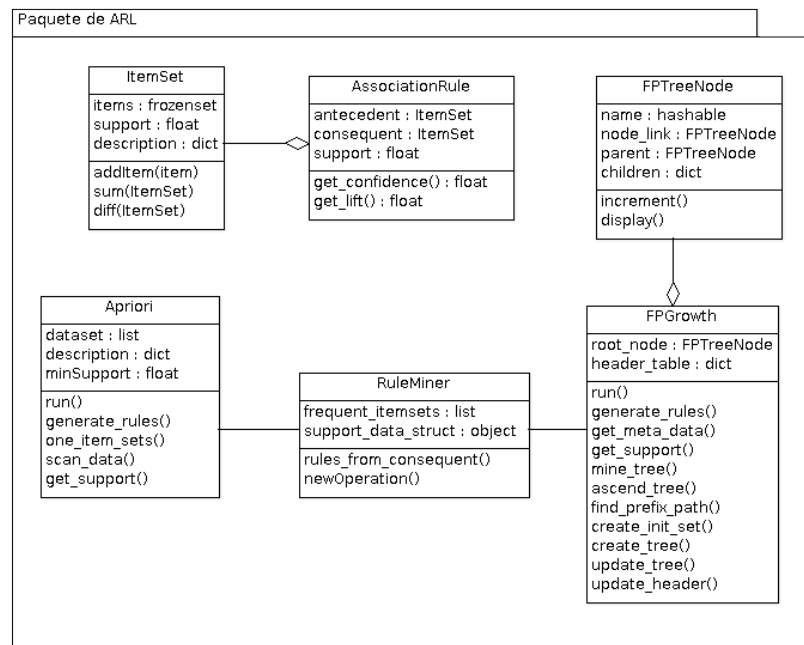 Paquete de ARL
ItemSet
items : frozenset
support : float
description : dict
addItem(item)
sum(ItemSet)
diff(ItemSet)
AssociationRule
antecedent : ItemSet
consequent : ItemSet
support : float
get_confidence() : float
get_lift() : float
FPTreeNode
name : hashable
node_link : FPTreeNode
parent : FPTreeNode
children : dict
increment()
display()
Apriori
dataset : list
description : dict
minSupport : float
run()
generate_rules()
one_item_sets()
scan_data()
get_support()
RuleMiner
frequent_itemsets : list
support_data_struct : object
rules_from_consequent()
newOperation()
FPGrowth
root_node : FPTreeNode
header_table : dict
run()
generate_rules()
get_meta_data()
get_support()
mine_tree()
ascend_tree()
find_prefix_path()
create_init_set()
create_tree()
update_tree()
update_header()